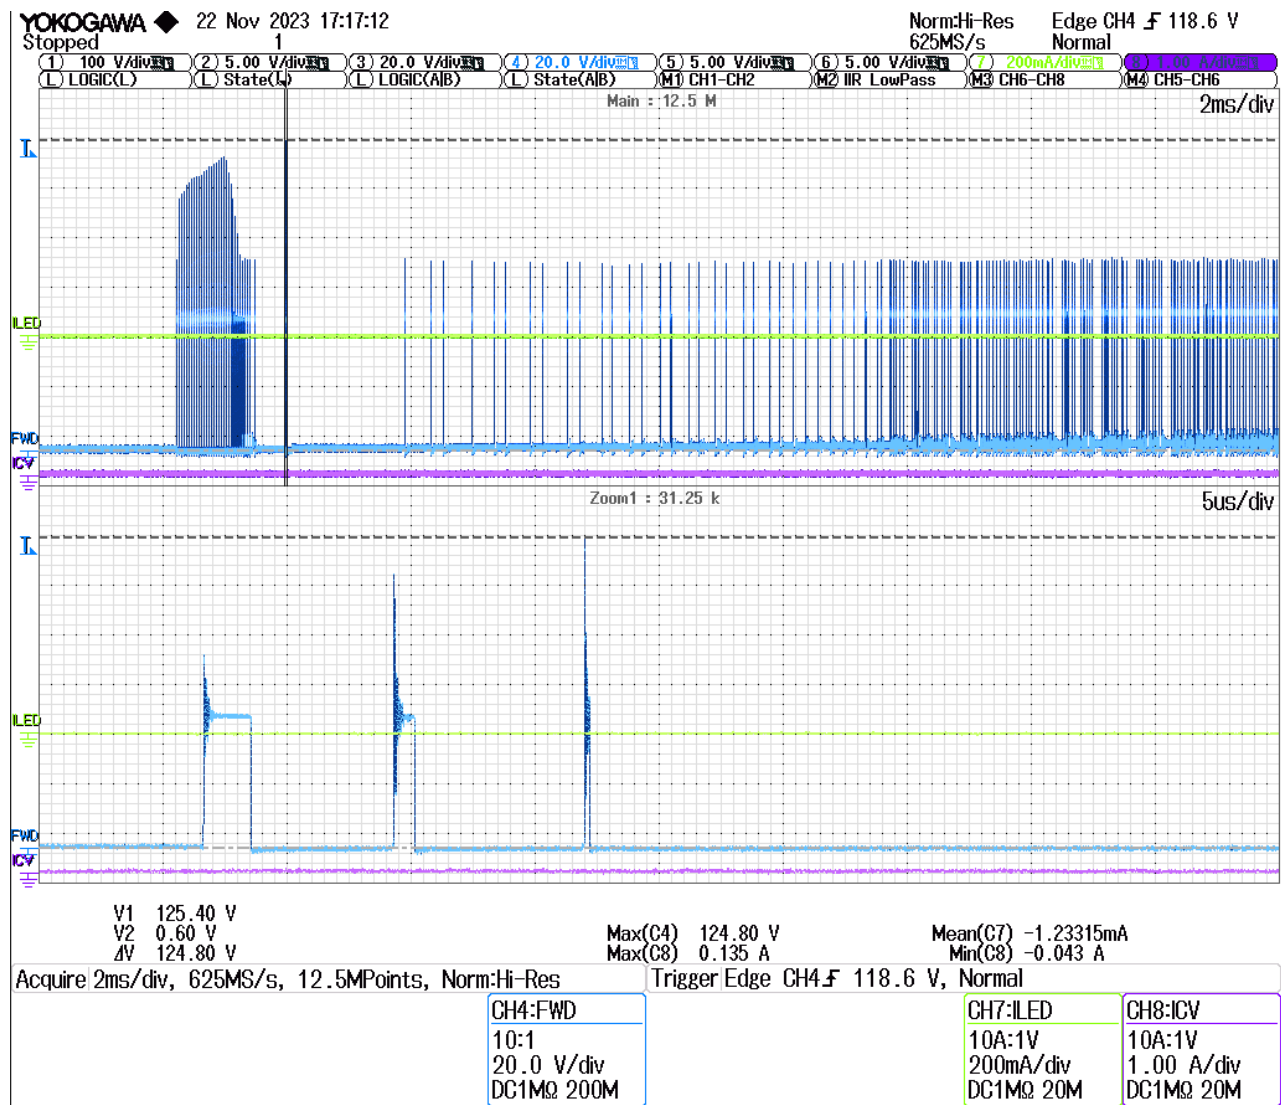 YOKOGAWA ◆ 22 Nov 2023 17:17:12 Norm:Hi-Res Edge CH4 ⨍ 118.6 V
Stopped 1 625MS/s Normal
1 100 V/div 2 5.00 V/div 3 20.0 V/div 4 20.0 V/div 5 5.00 V/div 6 5.00 V/div 7 200mA/div 8 1.00 A/div
L LOGIC(L) L State(L) L LOGIC(A|B) L State(A|B) M1 CH1-CH2 M2 IIR LowPass M3 CH6-CH8 M4 CH5-CH6
Main : 12.5 M 2ms/div
ILED
FWD
ICV
Zoom1 : 31.25 k 5us/div
ILED
FWD
ICV
V1 125.40 V
V2 0.60 V Max(C4) 124.80 V Mean(C7) -1.23315mA
ΔV 124.80 V Max(C8) 0.135 A Min(C8) -0.043 A
Acquire 2ms/div, 625MS/s, 12.5MPoints, Norm:Hi-Res Trigger Edge CH4 ⨍ 118.6 V, Normal
CH4:FWD CH7:ILED CH8:ICV
10:1 10A:1V 10A:1V
20.0 V/div 200mA/div 1.00 A/div
DC1MΩ 200M DC1MΩ 20M DC1MΩ 20M